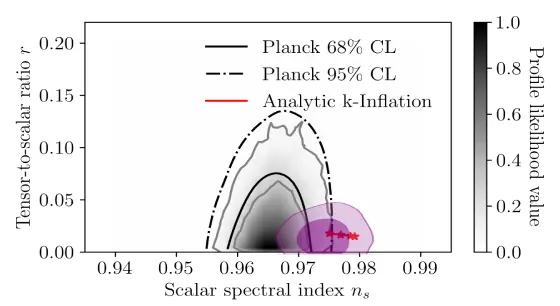 0.20
0.15
0.10
0.05
0.00
Tensor-to-scalar ratio r
Planck 68% CL
Planck 95% CL
Analytic k-Inflation
0.94 0.95 0.96 0.97 0.98 0.99
Scalar spectral index n_s
1.0
0.8
0.6
0.4
0.2
0.0
Profile likelihood value